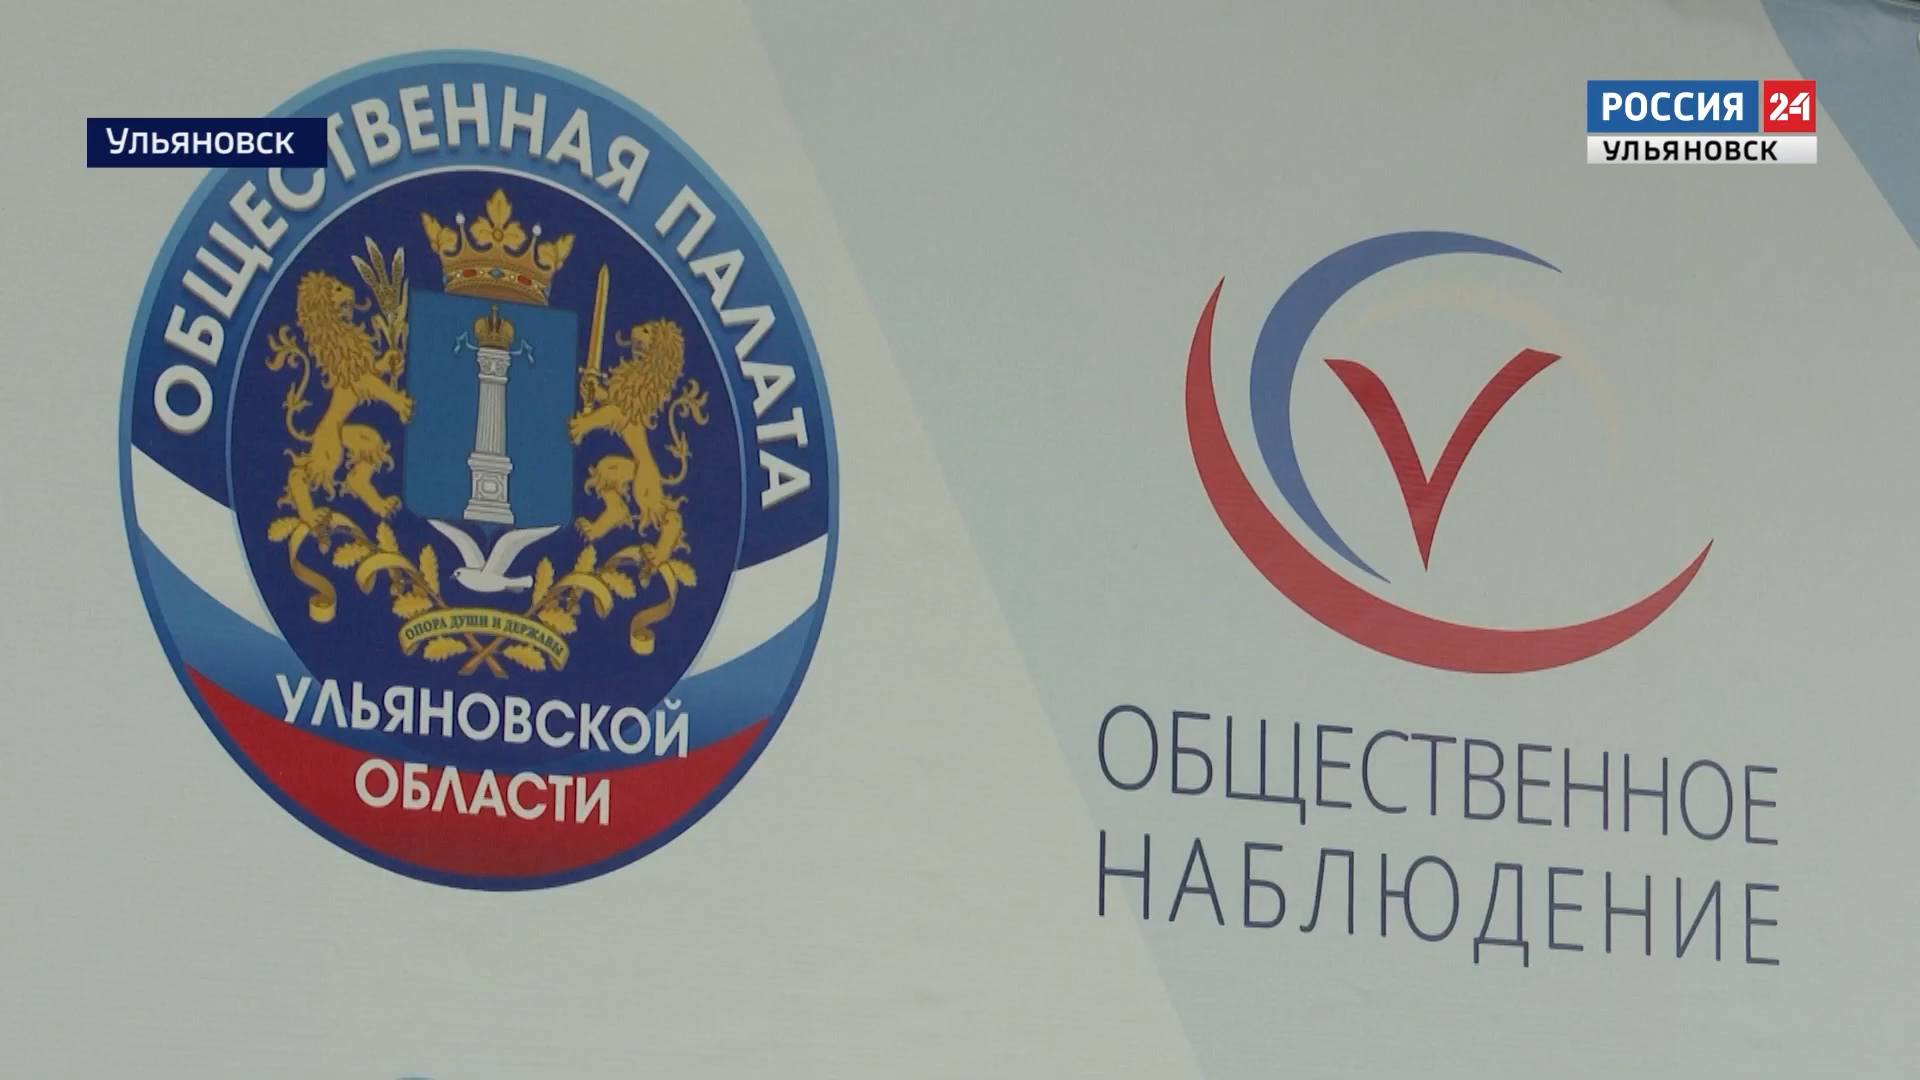 Ульяновск
РОССИЯ 24
УЛЬЯНОВСК
ОБЩЕСТВЕННАЯ ПАЛАТА
ОПОРА ДУШИ И ДЕРЖАВЫ
УЛЬЯНОВСКОЙ
ОБЛАСТИ
ОБЩЕСТВЕННОЕ
НАБЛЮДЕНИЕ